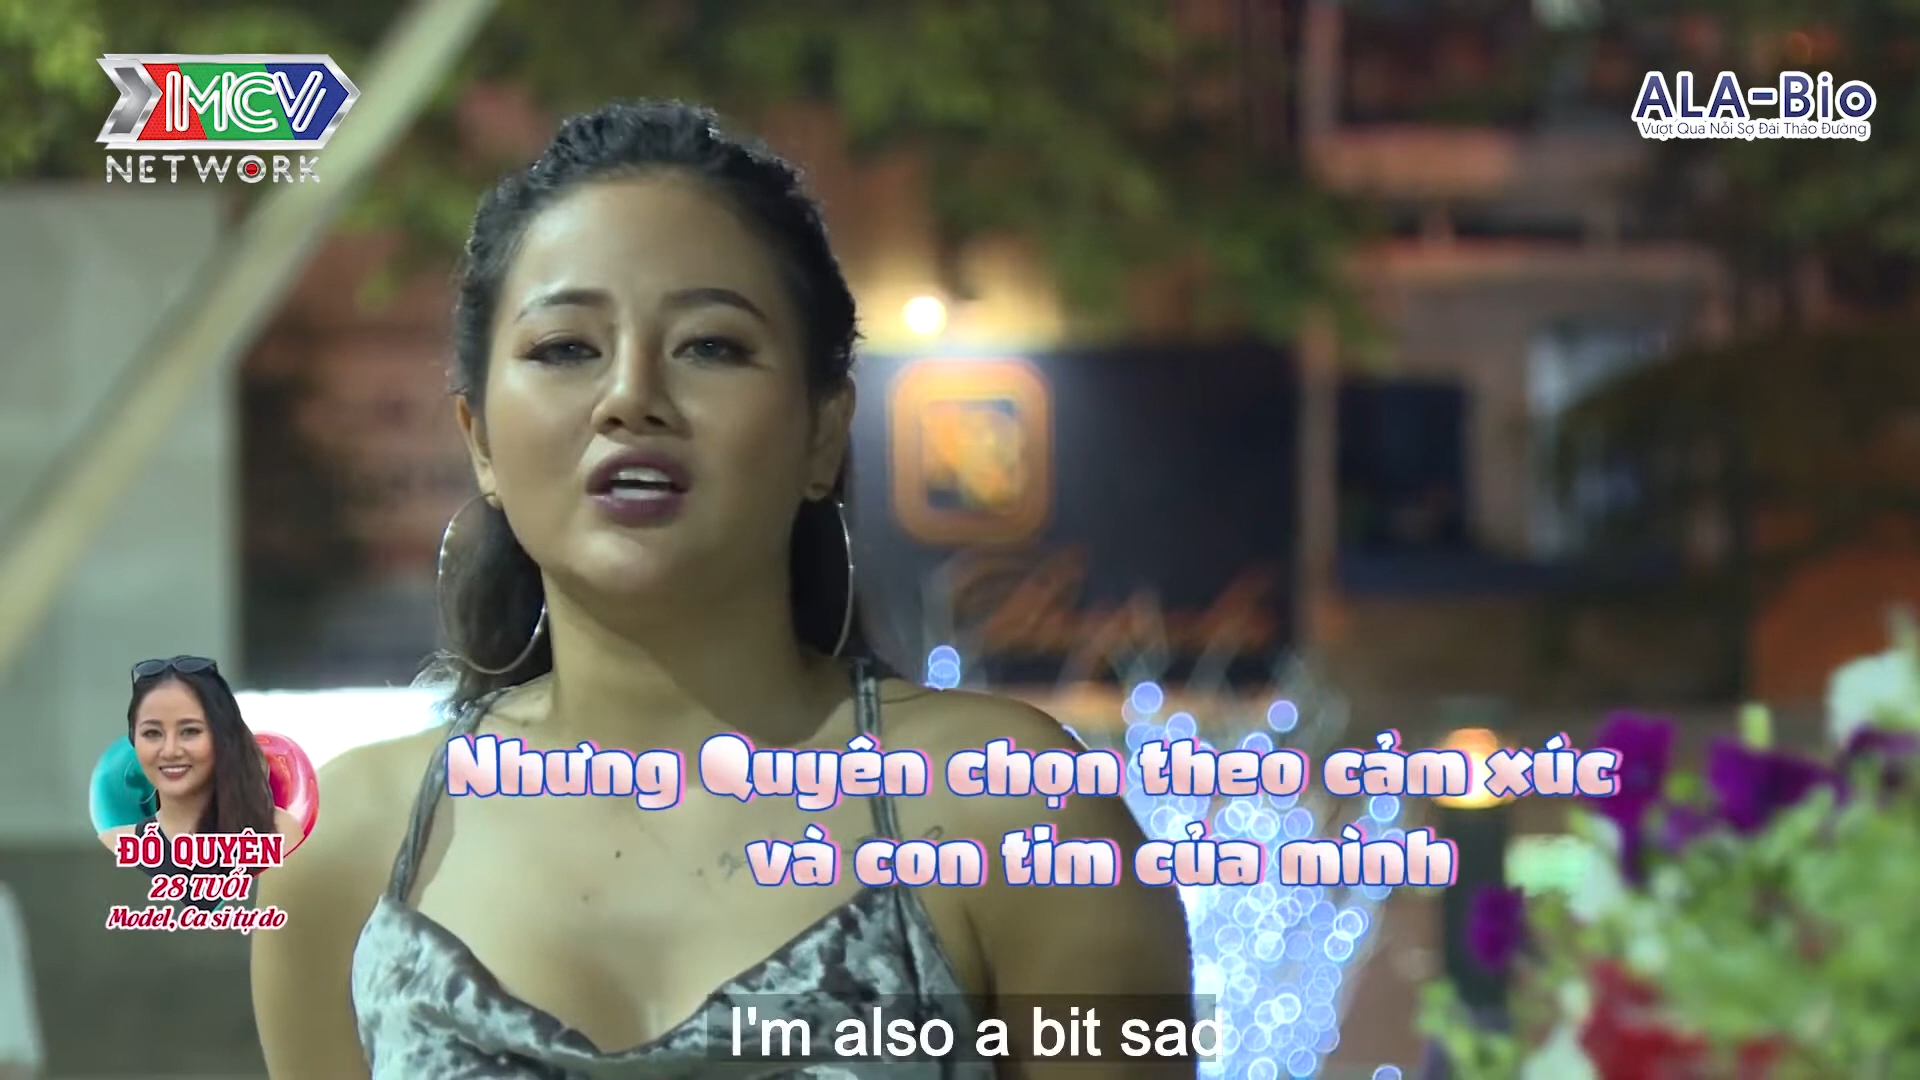 MCV
NETWORK
ALA-Bio
Vượt Qua Nỗi Sợ Đái Tháo Đường
Nhưng Quyên chọn theo cảm xúc
và con tim của mình
ĐỖ QUYÊN
28 TUỔI
Model, Ca sĩ tự do
I'm also a bit sad